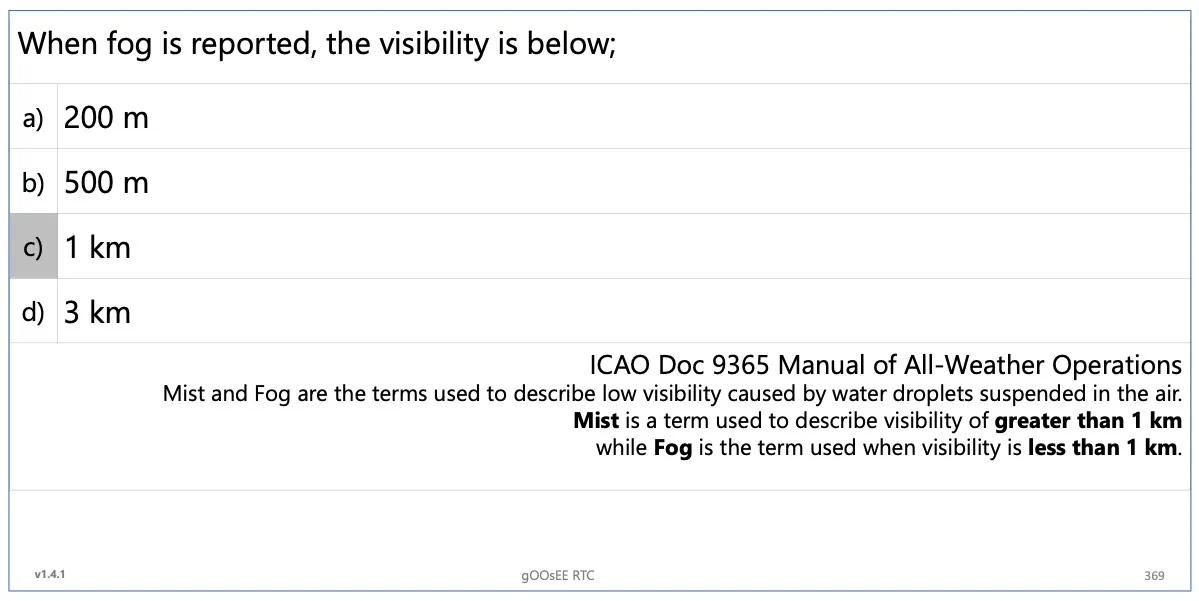 When fog is reported, the visibility is below;
a) 200 m
b) 500 m
c) 1 km
d) 3 km
ICAO Doc 9365 Manual of All-Weather Operations
Mist and Fog are the terms used to describe low visibility caused by water droplets suspended in the air.
Mist is a term used to describe visibility of greater than 1 km
while Fog is the term used when visibility is less than 1 km.
v1.4.1 gOOsEE RTC 369